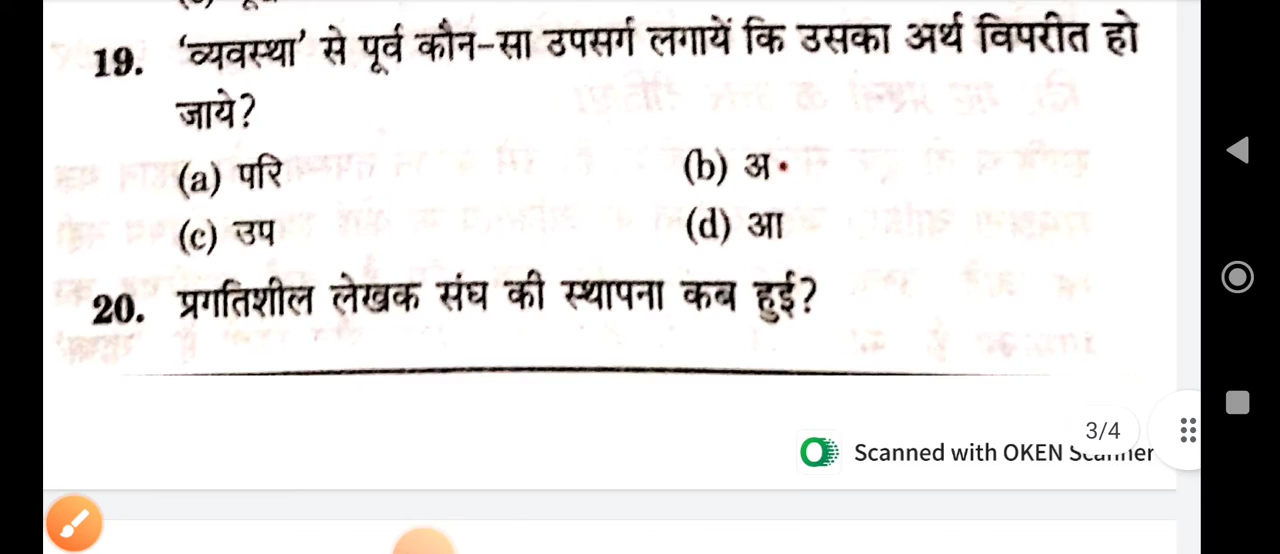 19. 'व्यवस्था' से पूर्व कौन-सा उपसर्ग लगायें कि उसका अर्थ विपरीत हो
जाये?
(a) परि (b) अ
(c) उप (d) आ
20. प्रगतिशील लेखक संघ की स्थापना कब हुई?
3/4
Scanned with OKEN Scanner